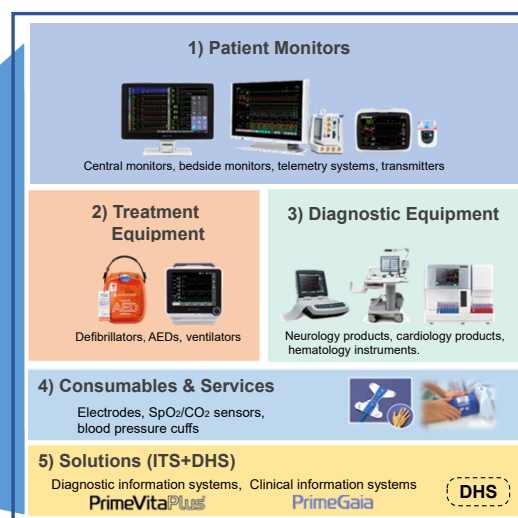 1) Patient Monitors
Central monitors, bedside monitors, telemetry systems, transmitters
2) Treatment
Equipment
AED
Defibrillators, AEDs, ventilators
3) Diagnostic Equipment
Neurology products, cardiology products,
hematology instruments.
4) Consumables & Services
Electrodes, SpO2/CO2 sensors,
blood pressure cuffs
5) Solutions (ITS+DHS)
Diagnostic information systems, Clinical information systems
PrimeVitaPlus PrimeGaia
DHS